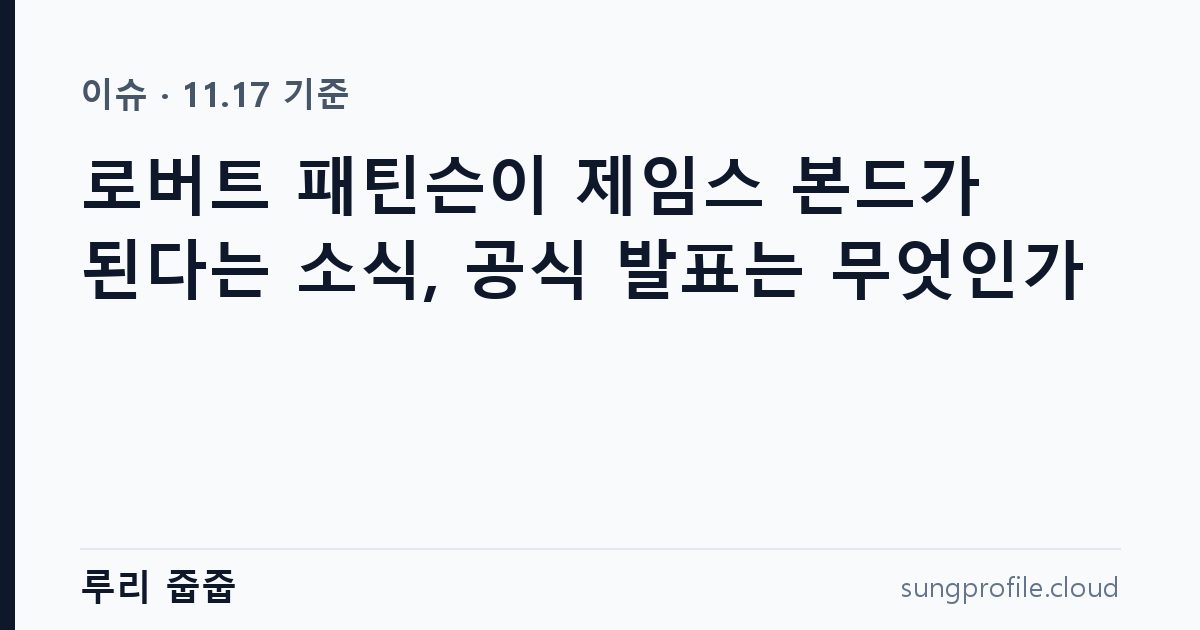 이슈 · 11.17 기준
로버트 패틴슨이 제임스 본드가
된다는 소식, 공식 발표는 무엇인가
루리 줍줍
sungprofile.cloud